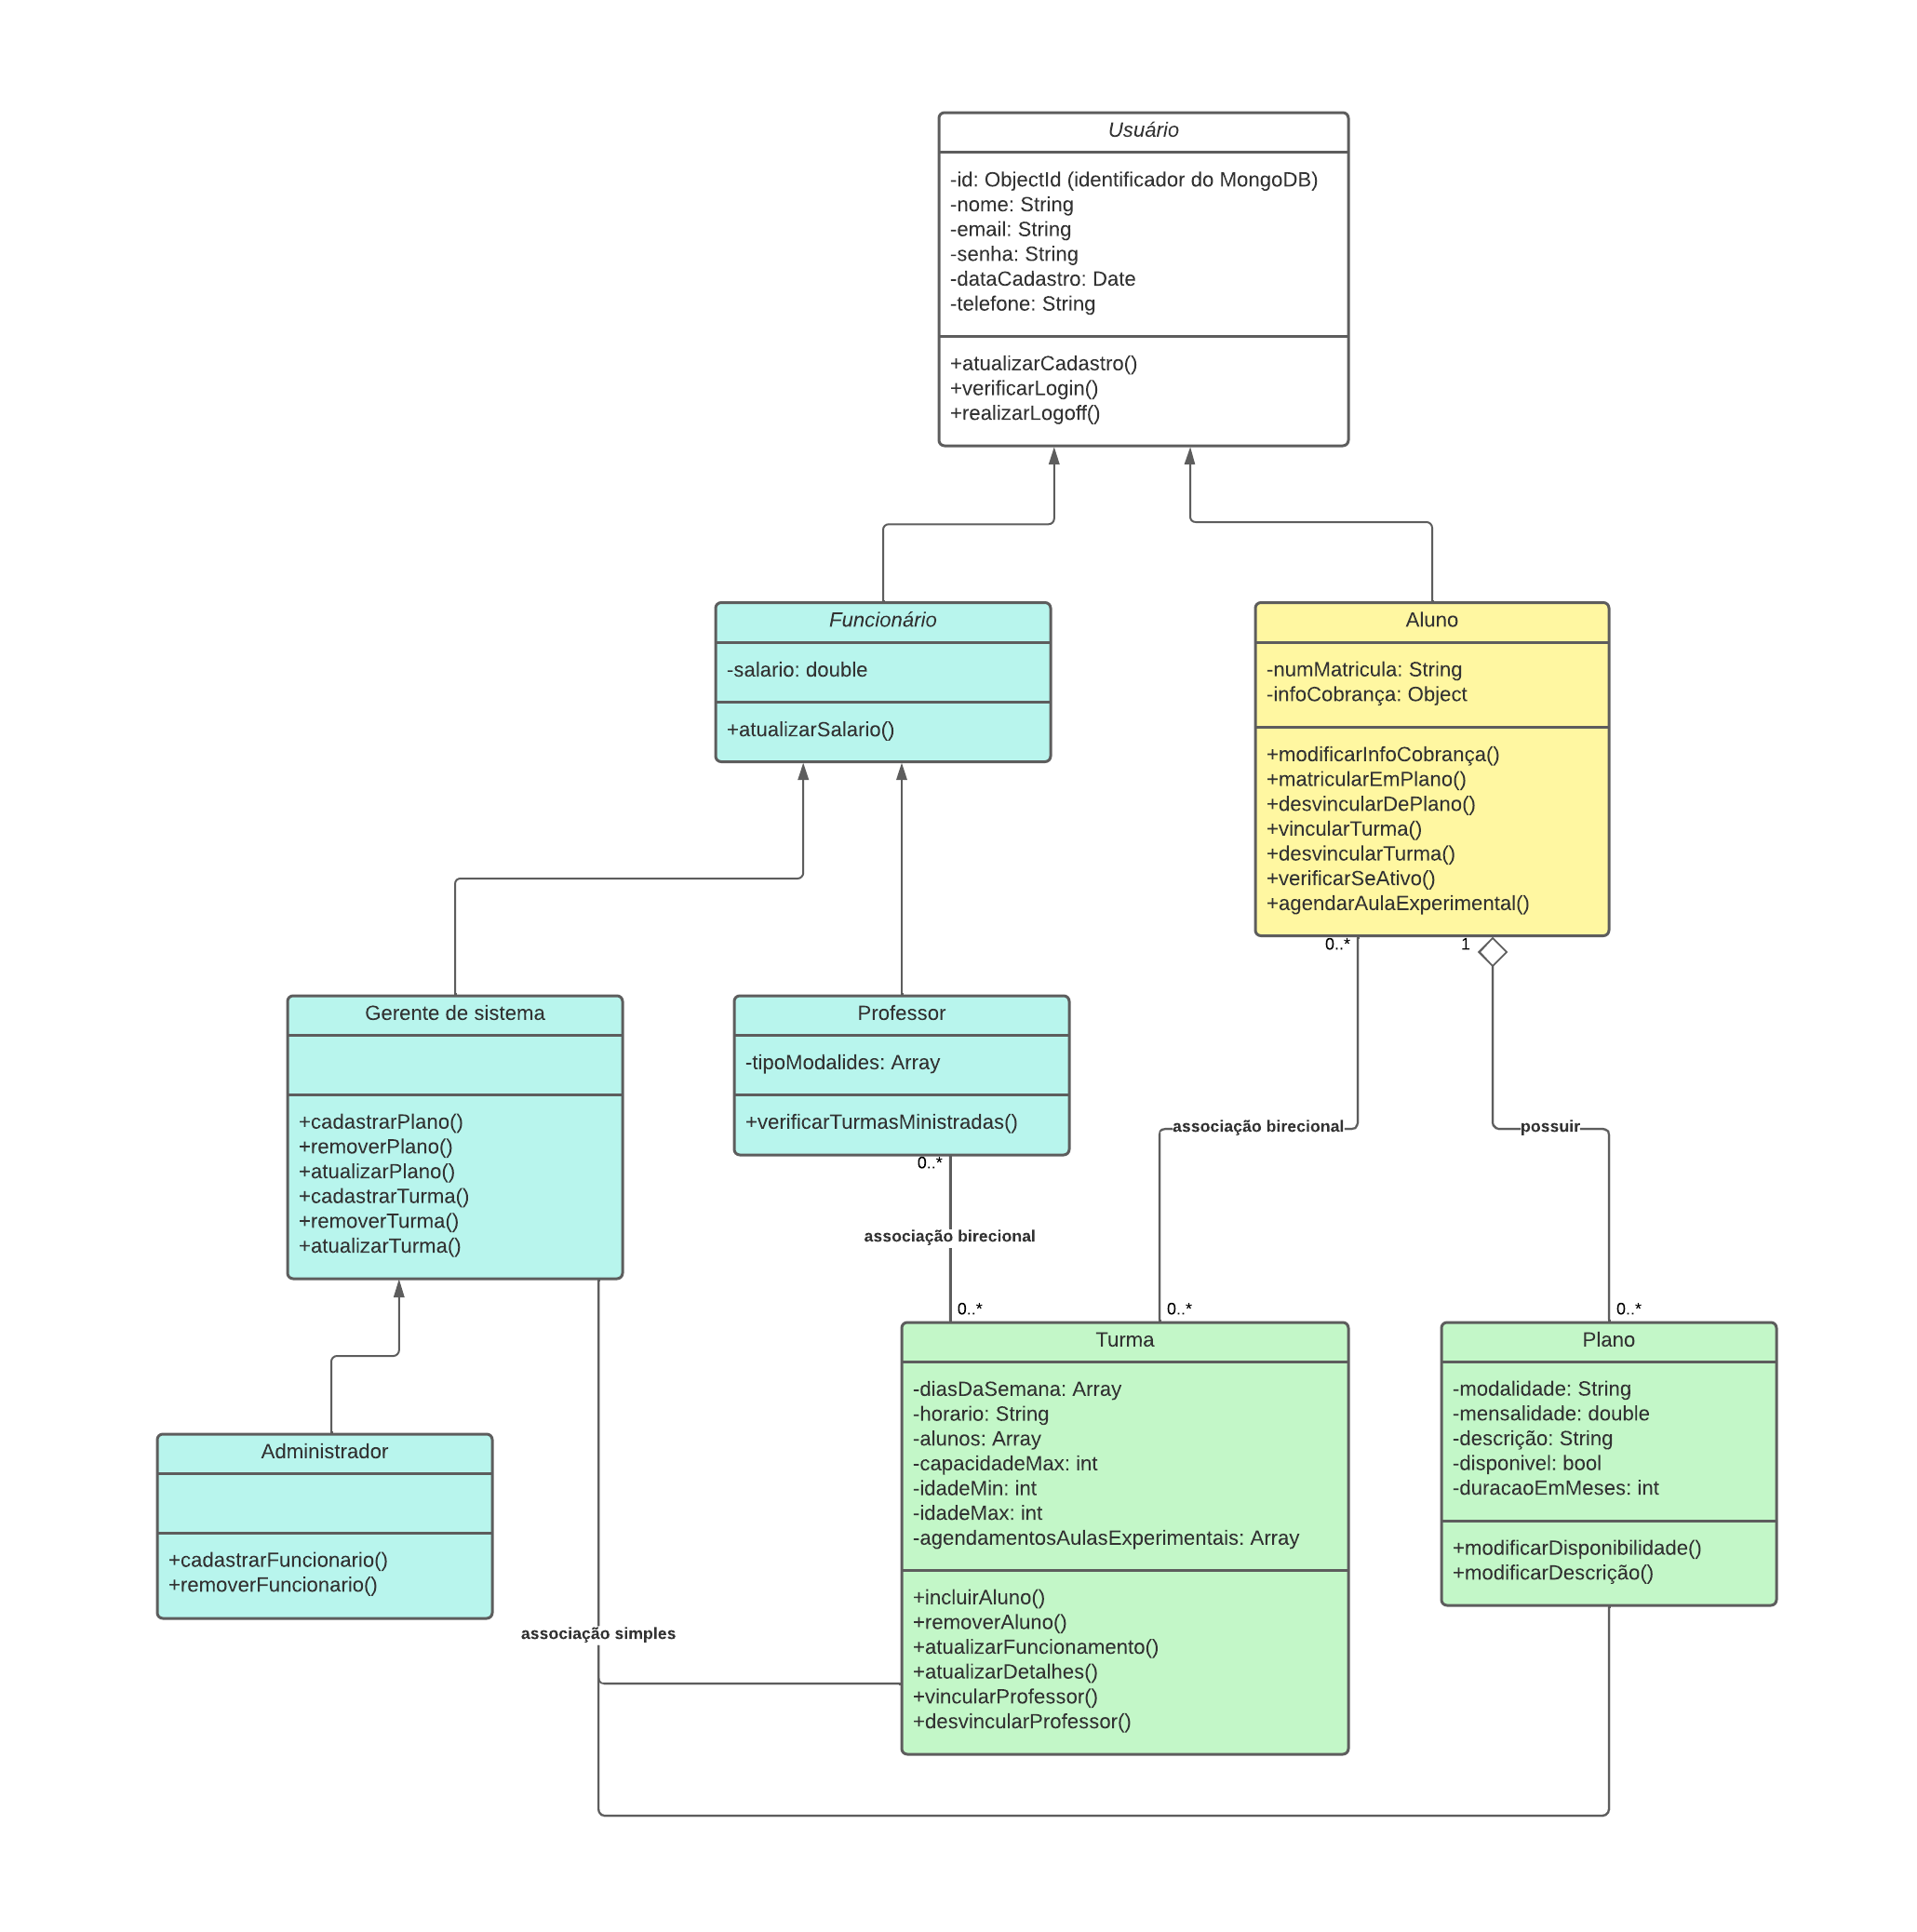 Usuário
-id: ObjectId (identificador do MongoDB)
-nome: String
-email: String
-senha: String
-dataCadastro: Date
-telefone: String
+atualizarCadastro()
+verificarLogin()
+realizarLogoff()
Funcionário
-salario: double
+atualizarSalario()
Aluno
-numMatricula: String
-infoCobrança: Object
+modificarInfoCobrança()
+matricularEmPlano()
+desvincularDePlano()
+vincularTurma()
+desvincularTurma()
+verificarSeAtivo()
+agendarAulaExperimental()
0..*
1
Gerente de sistema
+cadastrarPlano()
+removerPlano()
+atualizarPlano()
+cadastrarTurma()
+removerTurma()
+atualizarTurma()
Professor
-tipoModalides: Array
+verificarTurmasMinistradas()
0..*
associação birecional
possuir
associação birecional
0..*
0..*
0..*
Administrador
+cadastrarFuncionario()
+removerFuncionario()
associação simples
Turma
-diasDaSemana: Array
-horario: String
-alunos: Array
-capacidadeMax: int
-idadeMin: int
-idadeMax: int
-agendamentosAulasExperimentais: Array
+incluirAluno()
+removerAluno()
+atualizarFuncionamento()
+atualizarDetalhes()
+vincularProfessor()
+desvincularProfessor()
Plano
-modalidade: String
-mensalidade: double
-descrição: String
-disponivel: bool
-duracaoEmMeses: int
+modificarDisponibilidade()
+modificarDescrição()